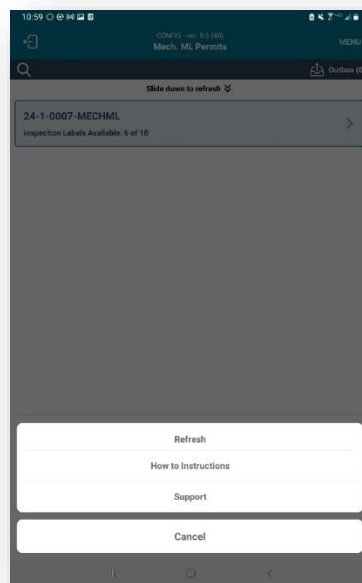 10:59
CONFIG - ver: 8.6 (40)
Mech. ML Permits
MENU
Outbox (0
Slide down to refresh
24-1-0007-MECHML
Inspection Labels Available: 6 of 10
Refresh
How to Instructions
Support
Cancel